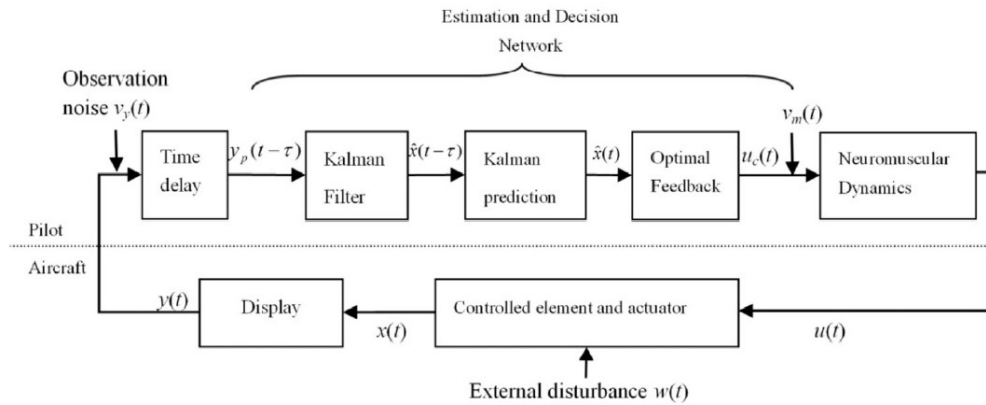 Estimation and Decision
Network
Observation
noise v_y(t)
v_m(t)
Time
delay
y_p(t−τ)
Kalman
Filter
x̂(t−τ)
Kalman
prediction
x̂(t)
Optimal
Feedback
u_c(t)
Neuromuscular
Dynamics
Pilot
Aircraft
y(t)
Display
x(t)
Controlled element and actuator
u(t)
External disturbance w(t)